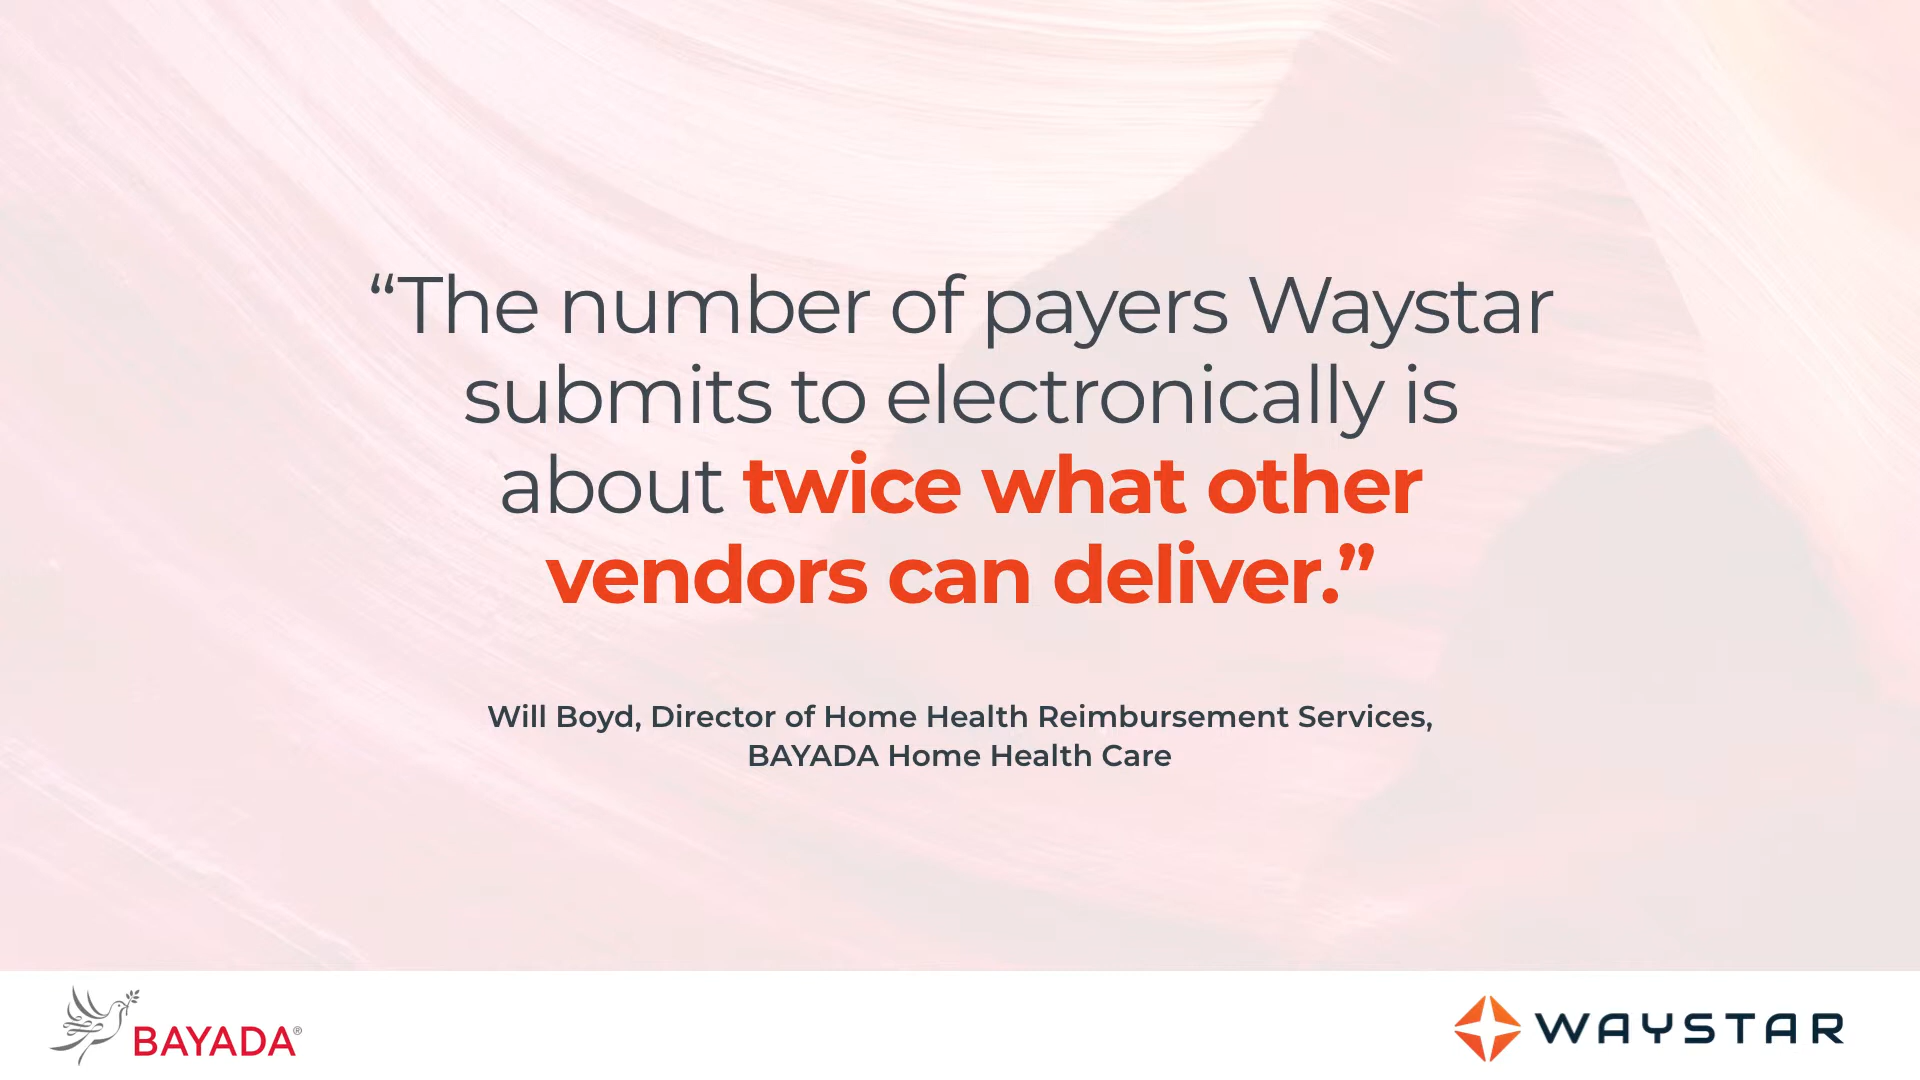 “The number of payers Waystar
submits to electronically is
about twice what other
vendors can deliver.”
Will Boyd, Director of Home Health Reimbursement Services,
BAYADA Home Health Care
BAYADA®
WAYSTAR